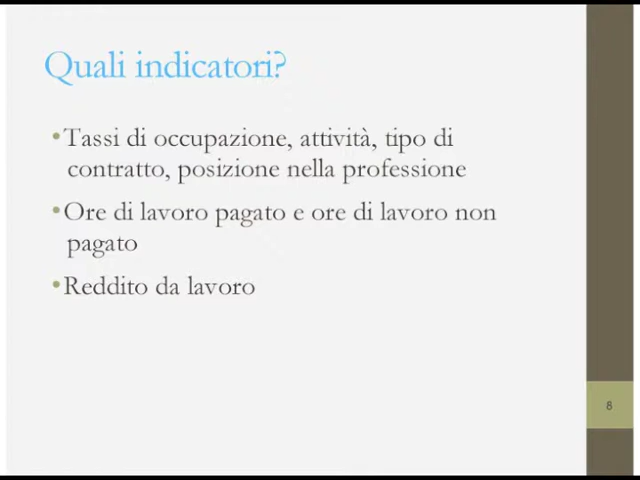 Quali indicatori?
•Tassi di occupazione, attività, tipo di
contratto, posizione nella professione
•Ore di lavoro pagato e ore di lavoro non
pagato
•Reddito da lavoro
8